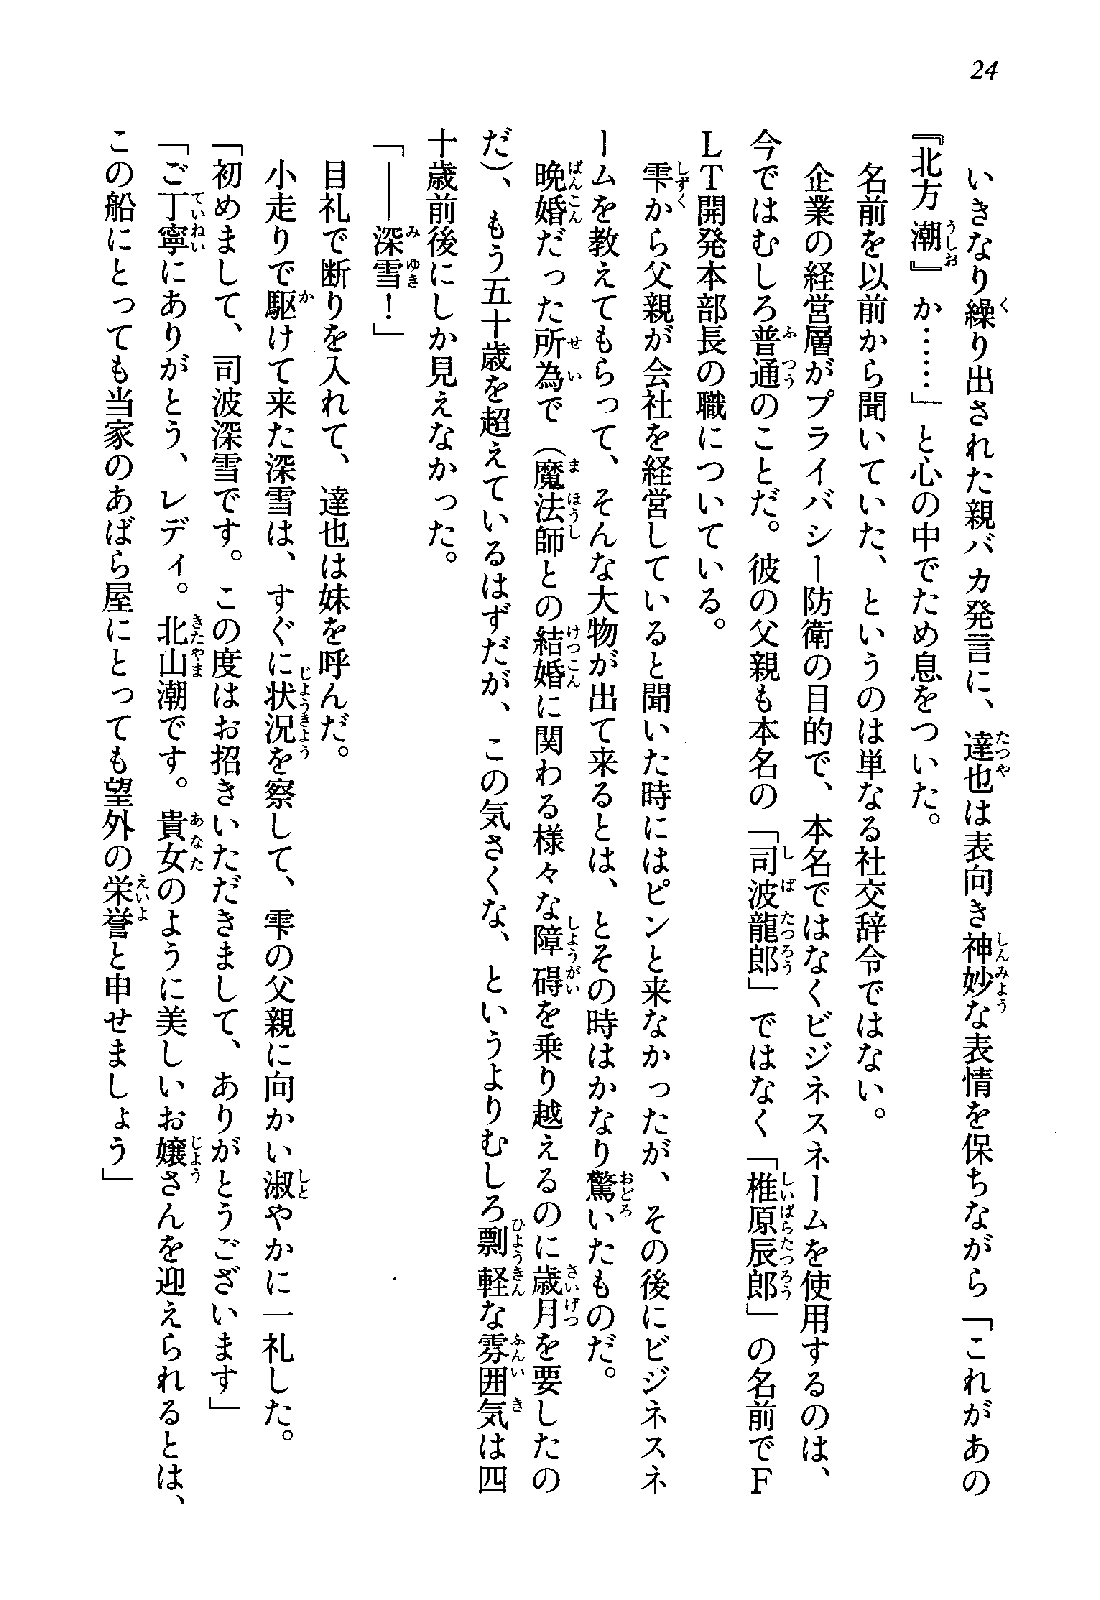 24
いきなり繰り出された親バカ発言に、達也は表向き神妙な表情を保ちながら「これがあの
『北方潮』か……」と心の中でため息をついた。
名前を以前から聞いていた、というのは単なる社交辞令ではない。
企業の経営層がプライバシー防衛の目的で、本名ではなくビジネスネームを使用するのは、
今ではむしろ普通のことだ。彼の父親も本名の「司波龍郎」ではなく「椎原辰郎」の名前でF
LT開発本部長の職についている。
雫から父親が会社を経営していると聞いた時にはピンと来なかったが、その後にビジネスネ
ームを教えてもらって、そんな大物が出て来るとは、とその時はかなり驚いたものだ。
晩婚だった所為で（魔法師との結婚に関わる様々な障碍を乗り越えるのに歳月を要したの
だ）、もう五十歳を超えているはずだが、この気さくな、というよりむしろ剽軽な雰囲気は四
十歳前後にしか見えなかった。
「――深雪！」
目礼で断りを入れて、達也は妹を呼んだ。
小走りで駆けて来た深雪は、すぐに状況を察して、雫の父親に向かい淑やかに一礼した。
「初めまして、司波深雪です。この度はお招きいただきまして、ありがとうございます」
「ご丁寧にありがとう、レディ。北山潮です。貴女のように美しいお嬢さんを迎えられるとは、
この船にとっても当家のあばら屋にとっても望外の栄誉と申せましょう」